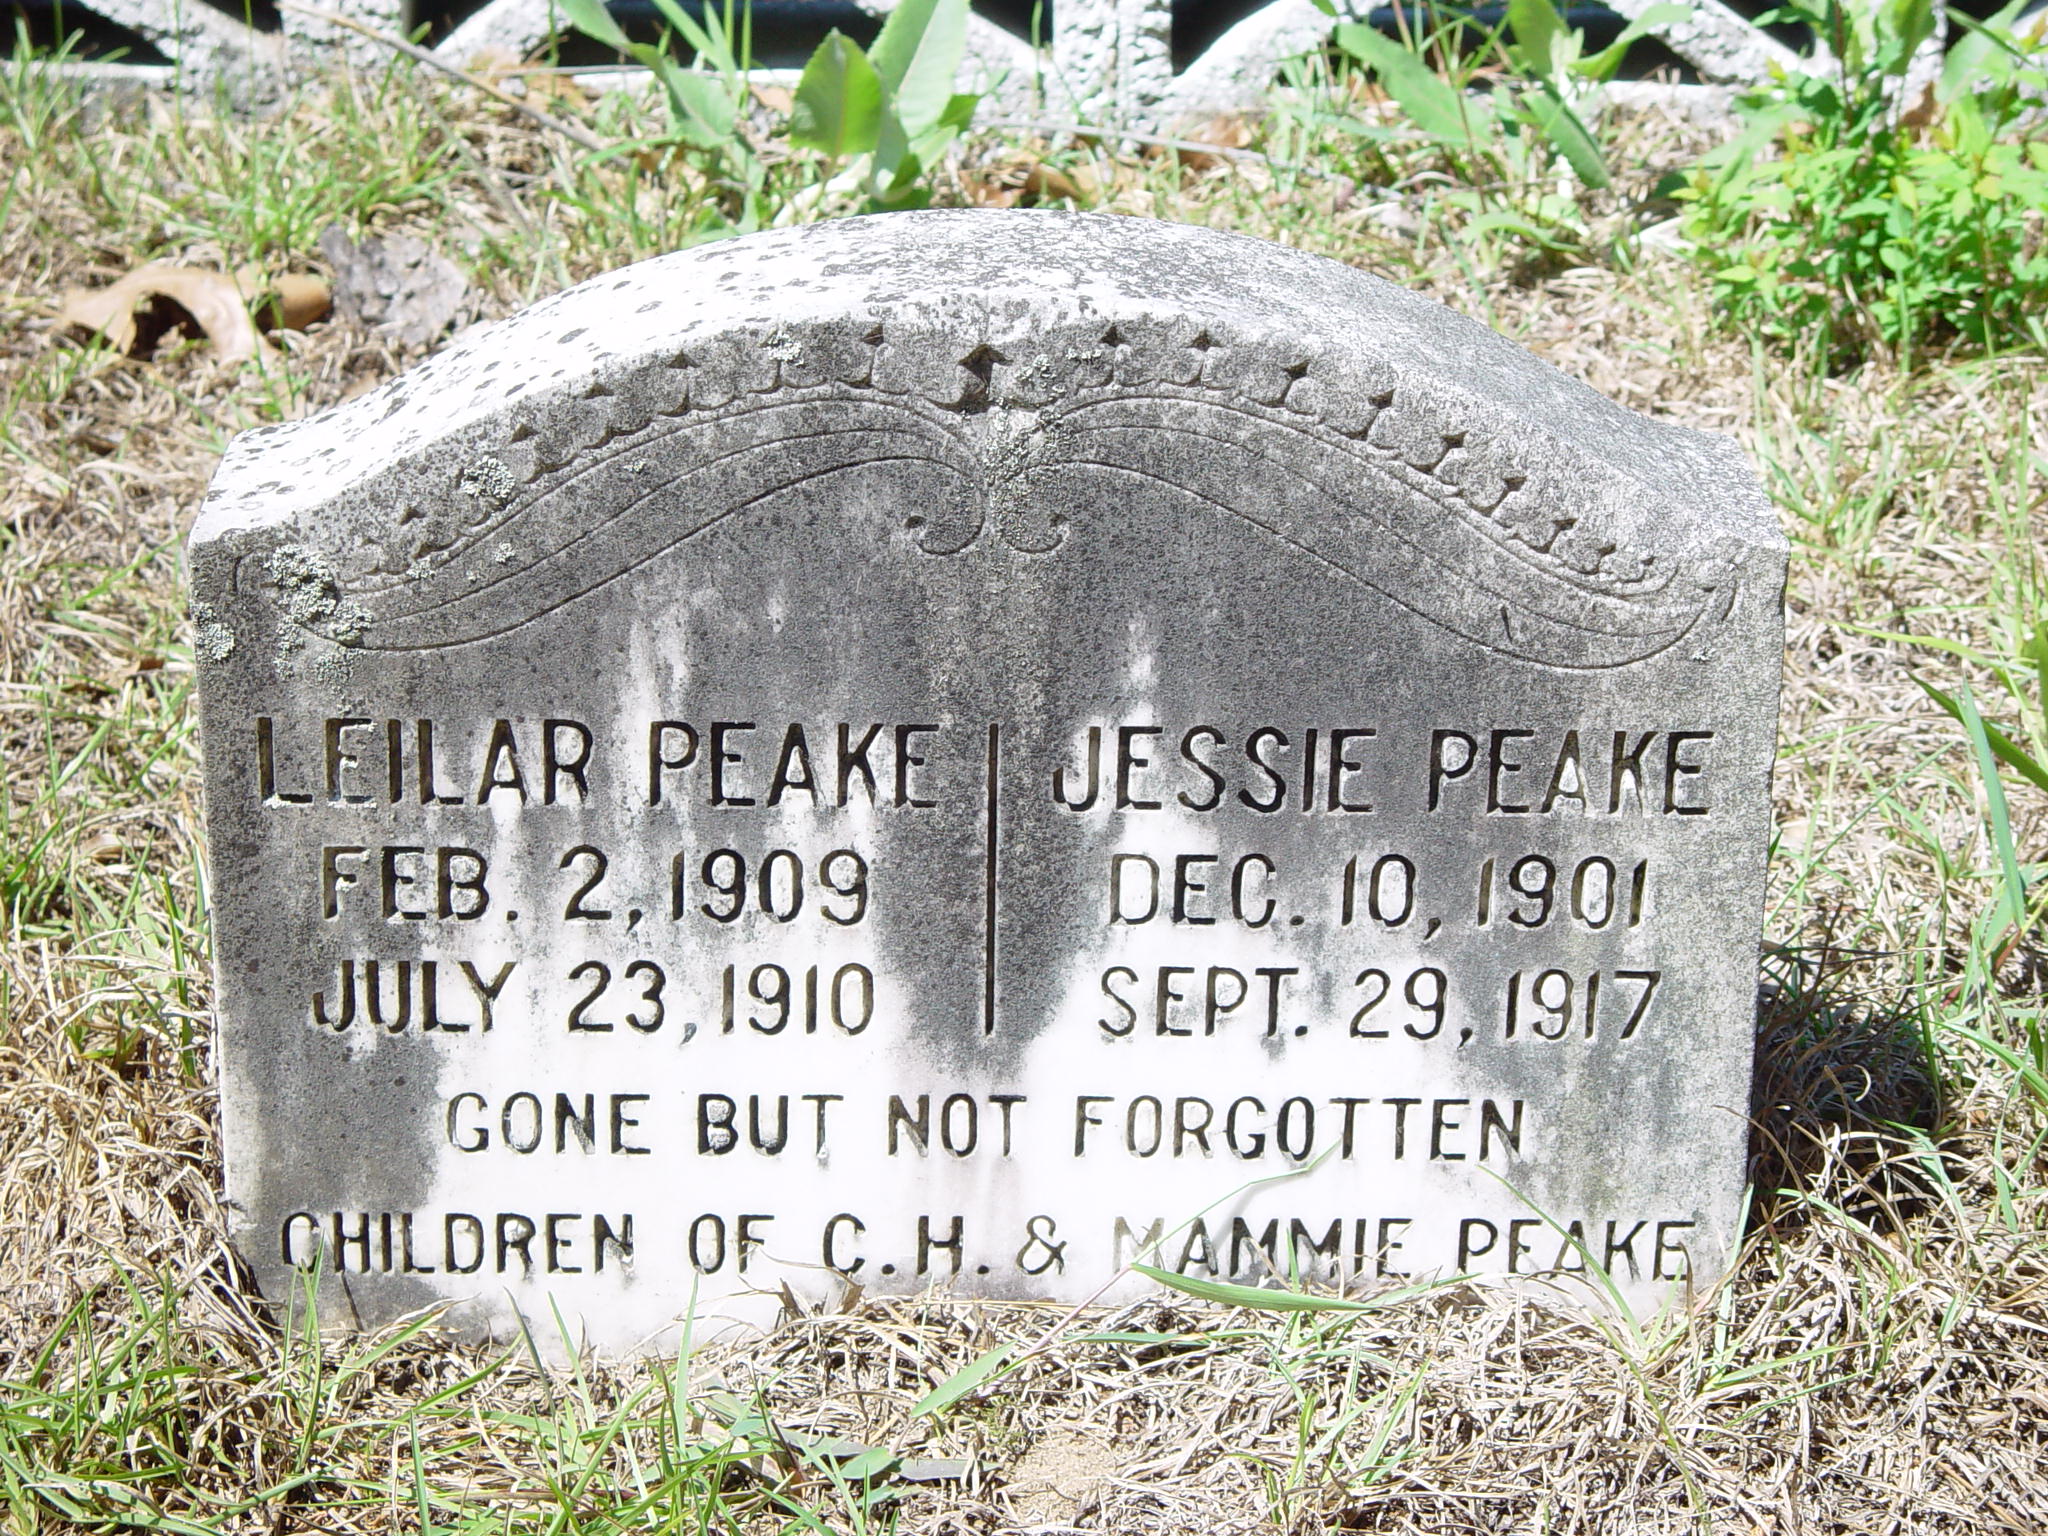 LEILAR PEAKE
FEB. 2, 1909
JULY 23, 1910
JESSIE PEAKE
DEC. 10, 1901
SEPT. 29, 1917
GONE BUT NOT FORGOTTEN
CHILDREN OF C.H. & MAMMIE PEAKE